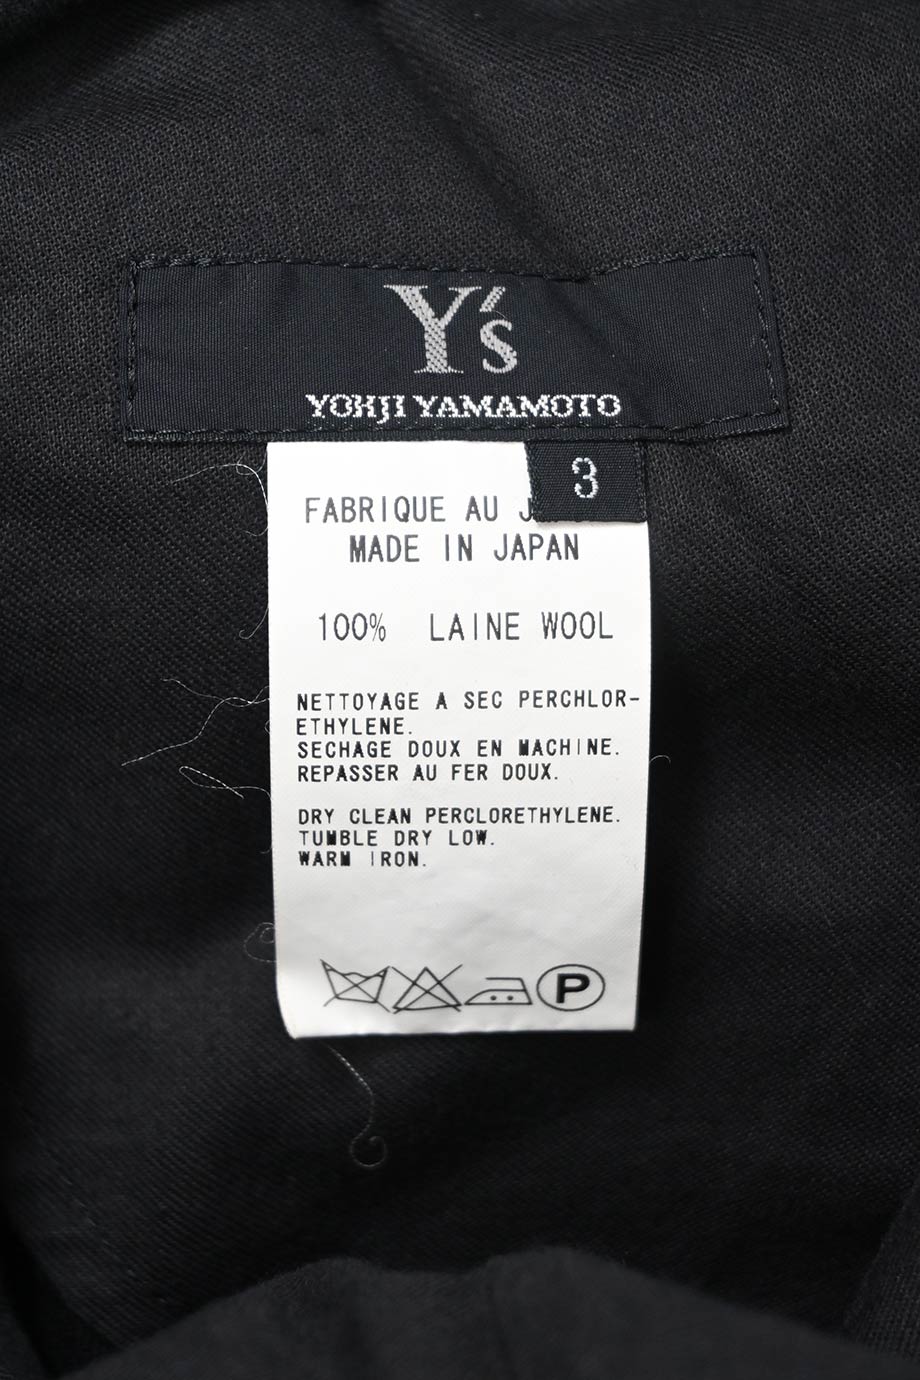 Y's
YOHJI YAMAMOTO
3
FABRIQUE AU
MADE IN JAPAN
100% LAINE WOOL
NETTOYAGE A SEC PERCHLOR-
ETHYLENE.
SECHAGE DOUX EN MACHINE.
REPASSER AU FER DOUX.
DRY CLEAN PERCLORETHYLENE.
TUMBLE DRY LOW.
WARM IRON.
P